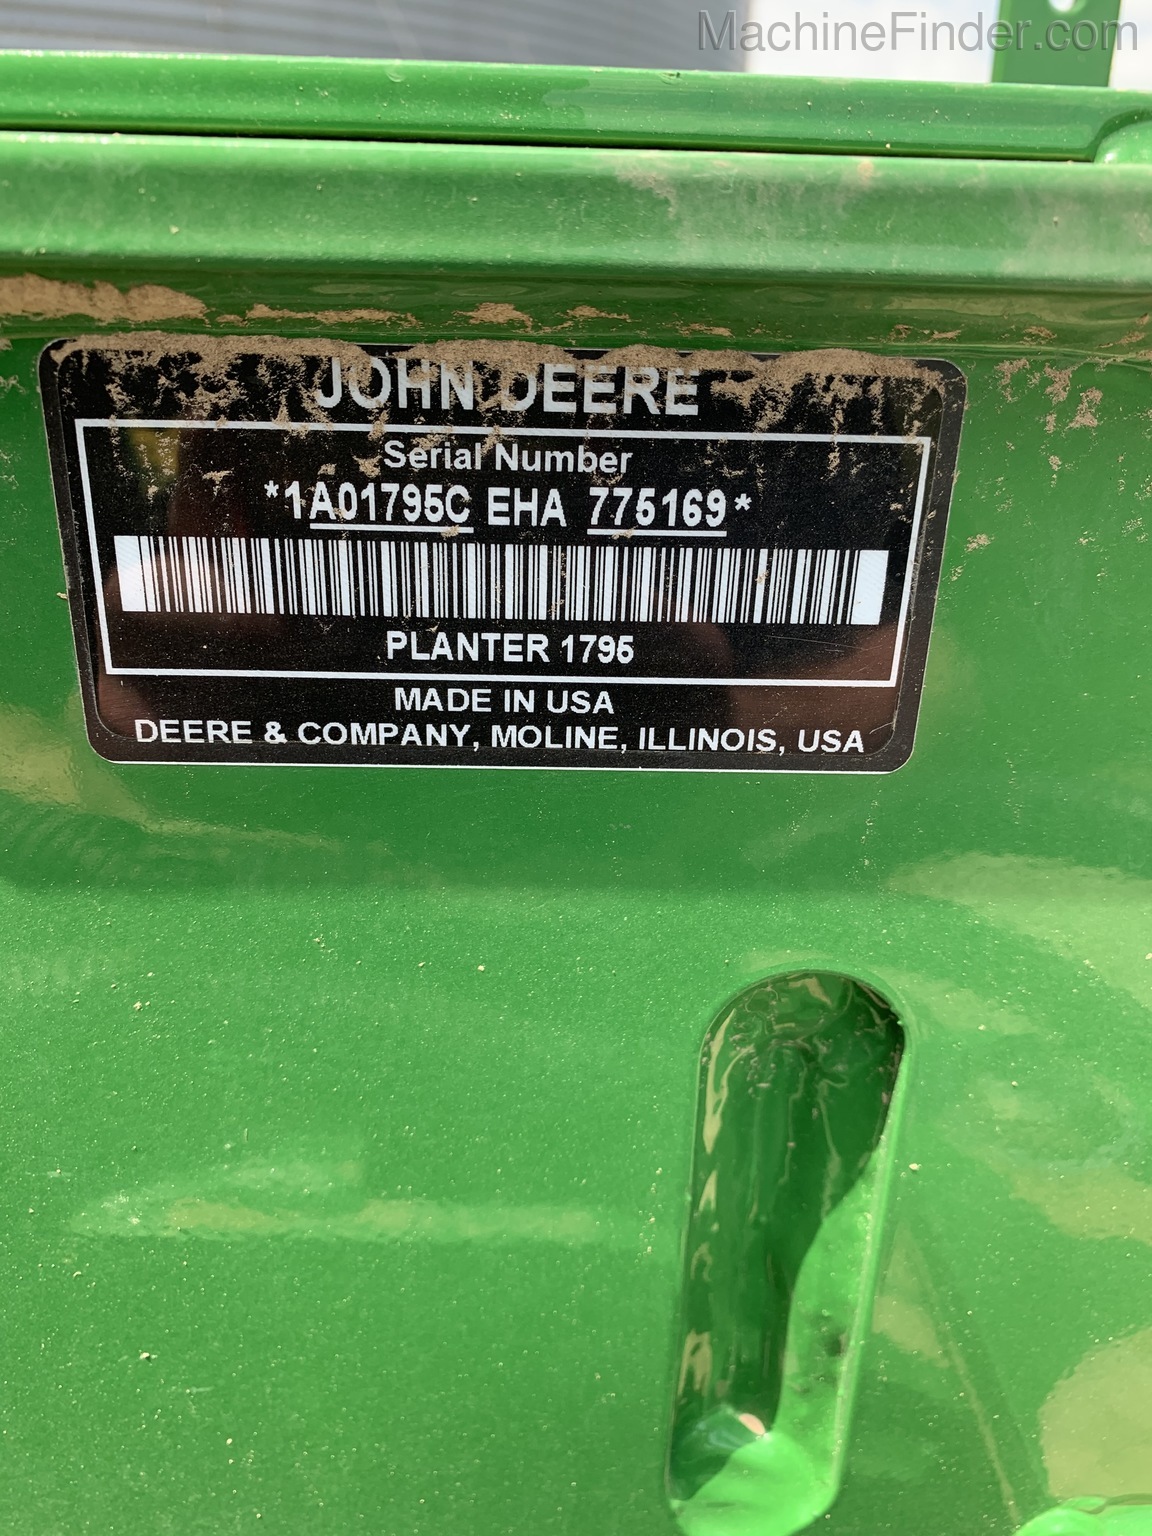 MachineFinder.com
JOHN DEERE
Serial Number
*1A01795C EHA 775169*
PLANTER 1795
MADE IN USA
DEERE & COMPANY, MOLINE, ILLINOIS, USA